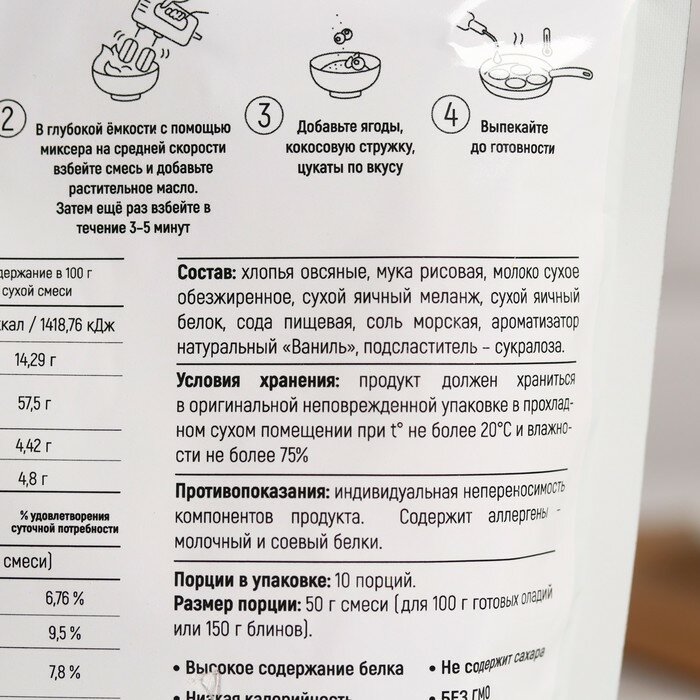 2
В глубокой ёмкости с помощью
миксера на средней скорости
взбейте смесь и добавьте
растительное масло.
Затем ещё раз взбейте в
течение 3–5 минут
3
Добавьте ягоды,
кокосовую стружку,
цукаты по вкусу
4
Выпекайте
до готовности
держание в 100 г
сухой смеси
ккал / 1418,76 кДж
14,29 г
57,5 г
4,42 г
4,8 г
% удовлетворения
суточной потребности
смеси)
6,76 %
9,5 %
7,8 %
Состав: хлопья овсяные, мука рисовая, молоко сухое
обезжиренное, сухой яичный меланж, сухой яичный
белок, сода пищевая, соль морская, ароматизатор
натуральный «Ваниль», подсластитель – сукралоза.
Условия хранения: продукт должен храниться
в оригинальной неповрежденной упаковке в прохлад-
ном сухом помещении при t° не более 20°С и влажно-
сти не более 75%
Противопоказания: индивидуальная непереносимость
компонентов продукта. Содержит аллергены –
молочный и соевый белки.
Порции в упаковке: 10 порций.
Размер порции: 50 г смеси (для 100 г готовых оладий
или 150 г блинов).
• Высокое содержание белка
• Низкая калорийность
• Не содержит сахара
• БЕЗ ГМО